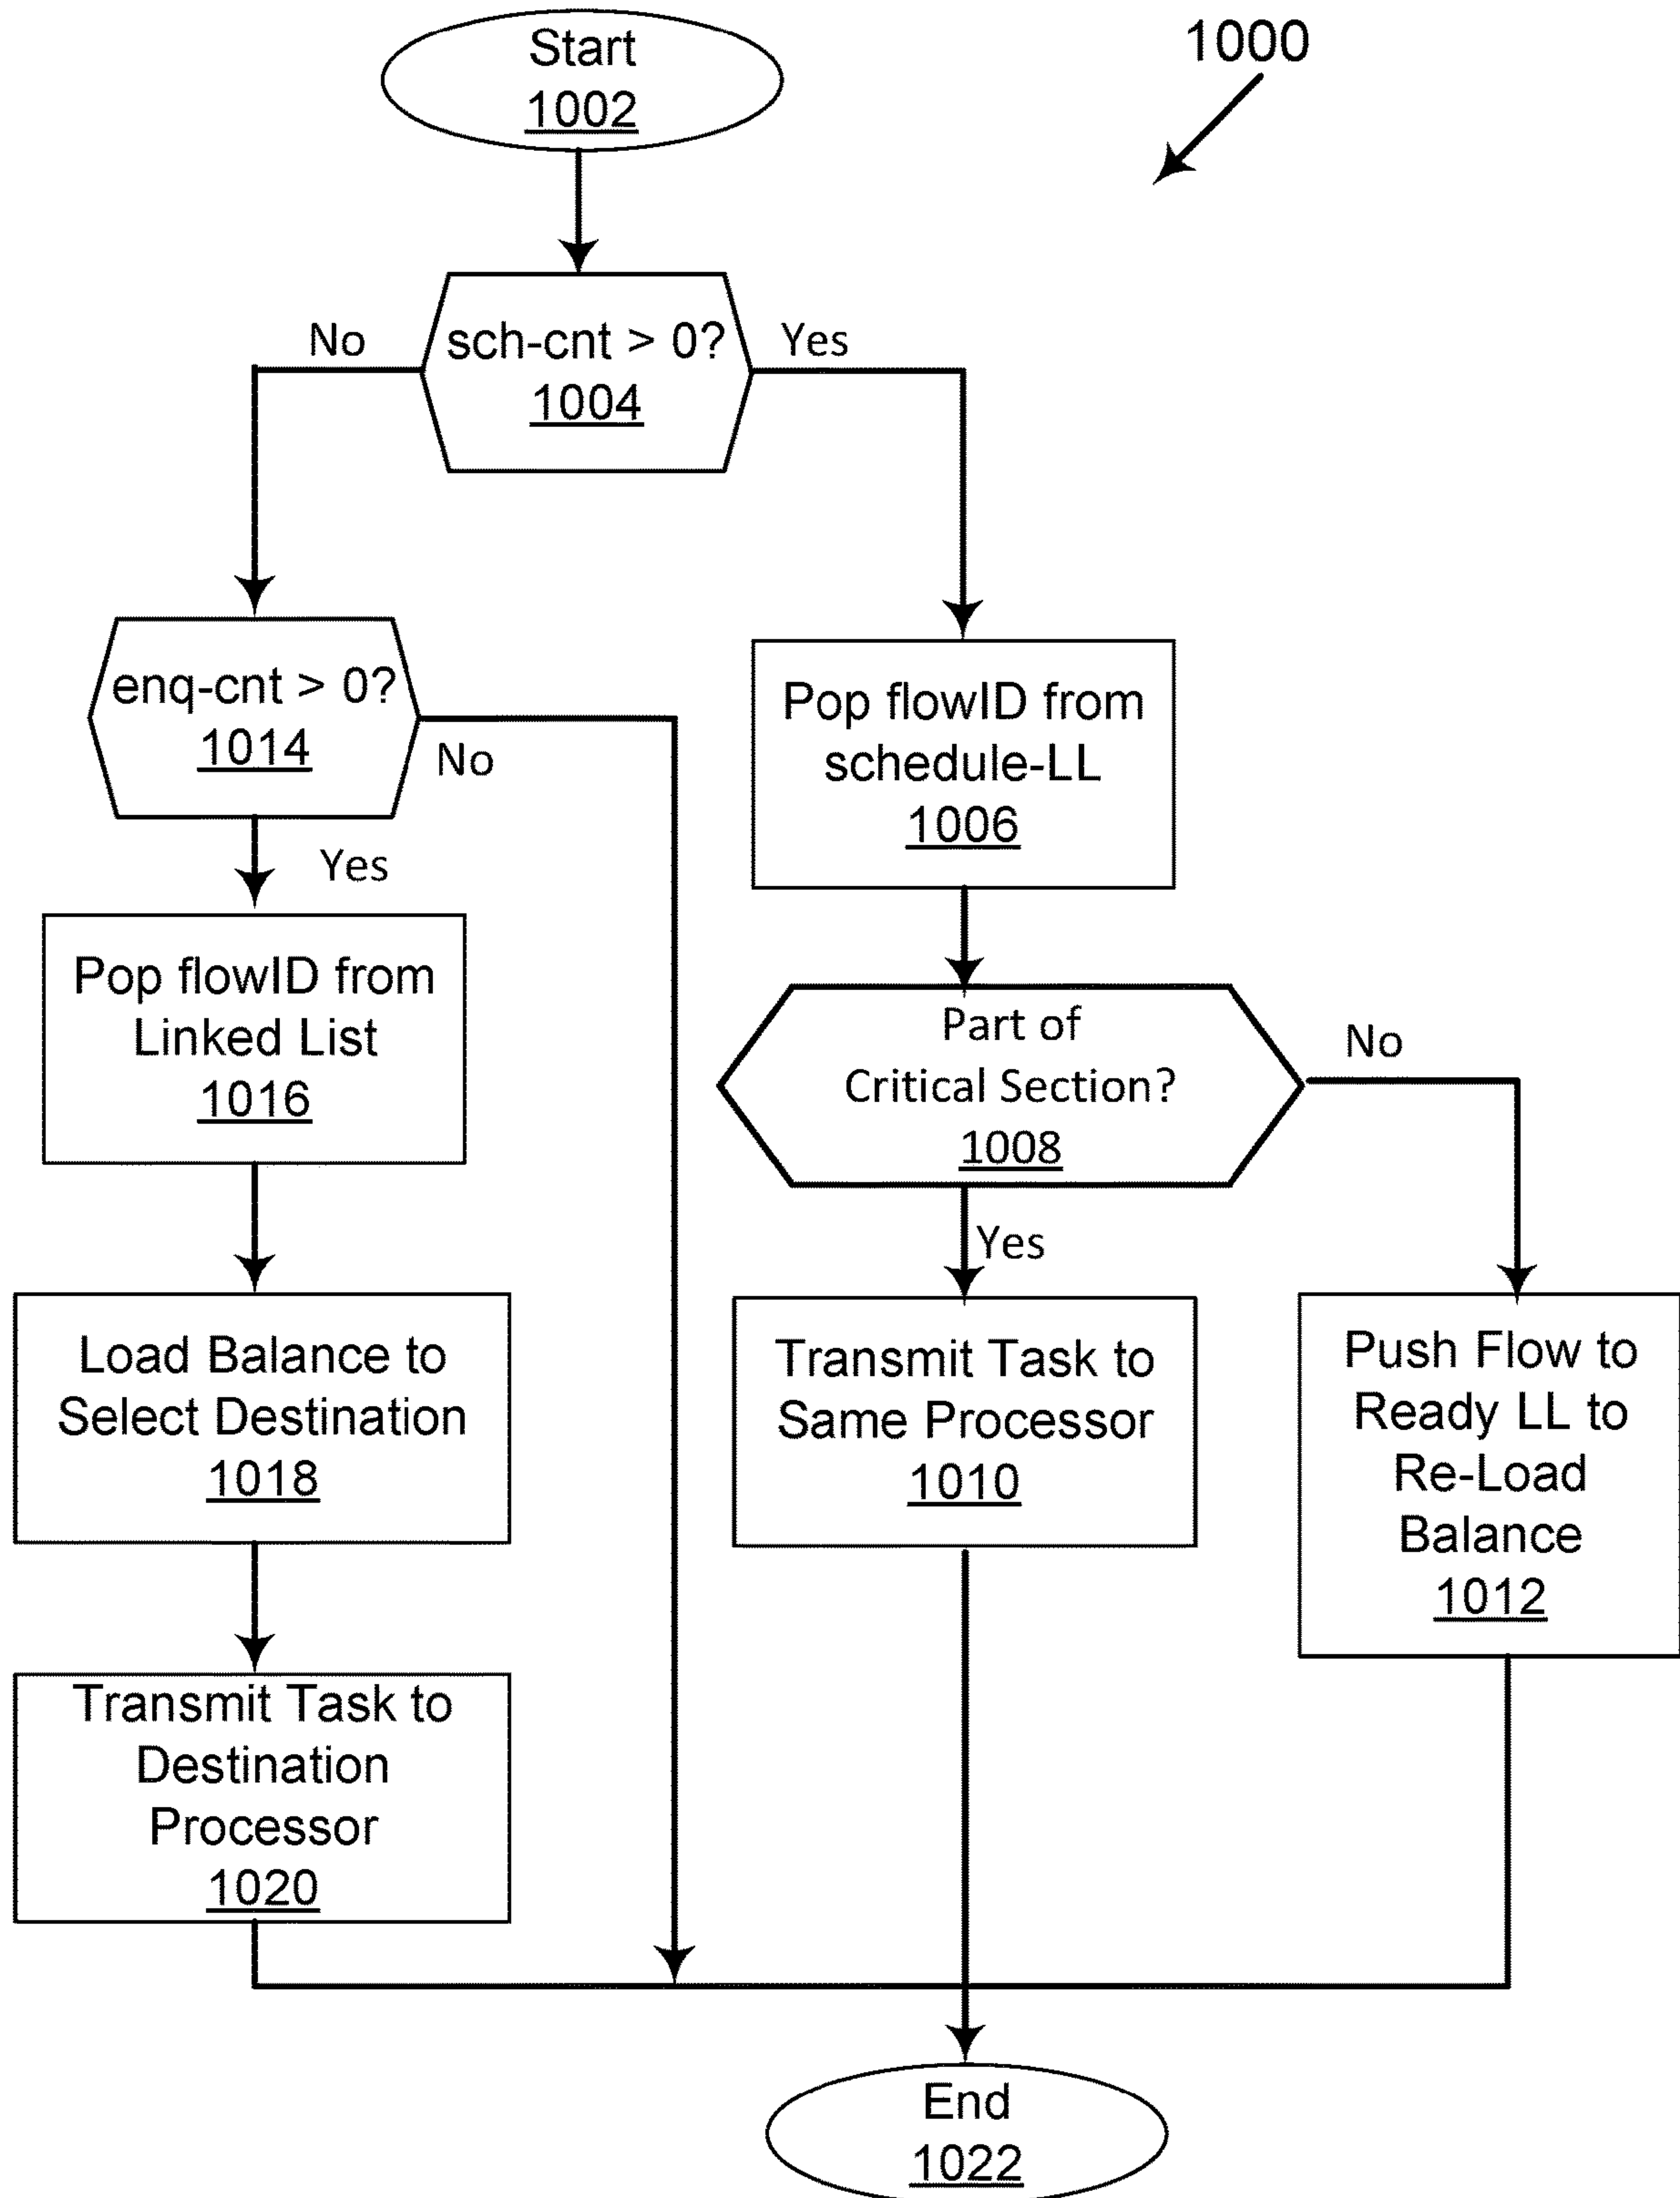 Start
1002
1000
sch-cnt > 0?
1004
No
Yes
enq-cnt > 0?
1014
No
Yes
Pop flowID from
Linked List
1016
Load Balance to
Select Destination
1018
Transmit Task to
Destination
Processor
1020
Pop flowID from
schedule-LL
1006
Part of
Critical Section?
1008
No
Yes
Transmit Task to
Same Processor
1010
Push Flow to
Ready LL to
Re-Load
Balance
1012
End
1022